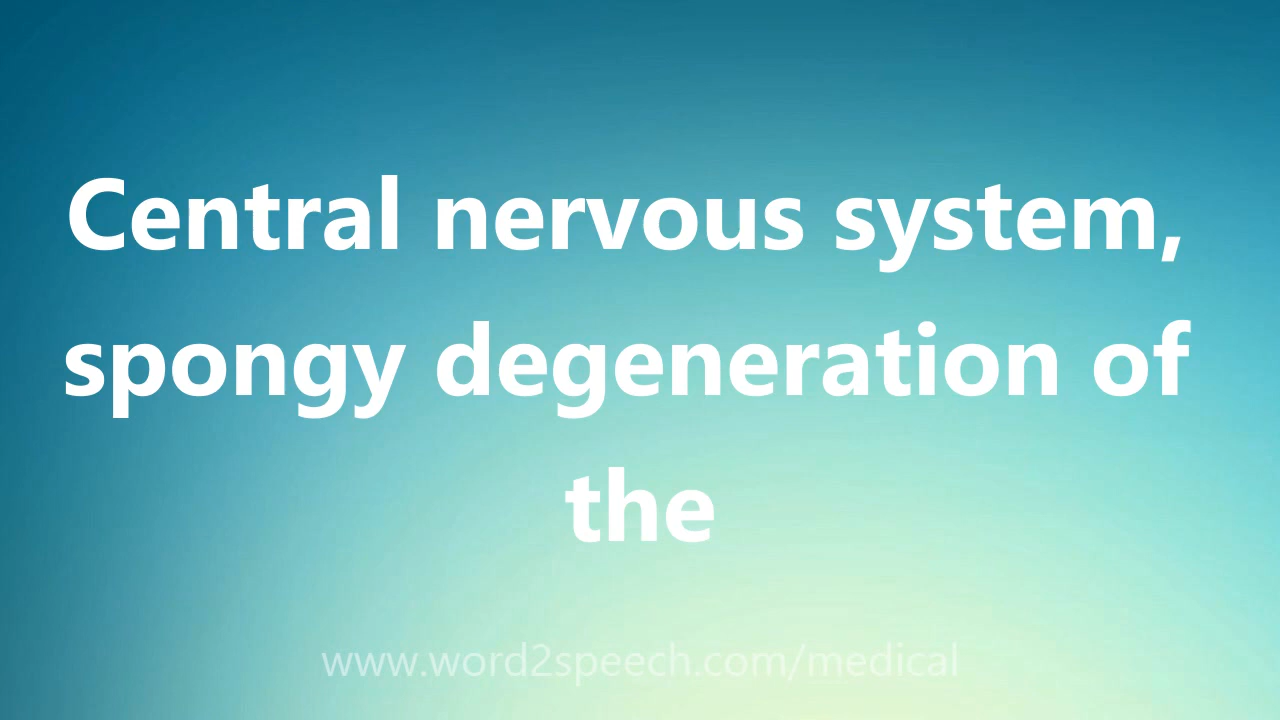 Central nervous system,
spongy degeneration of
the
www.word2speech.com/medical